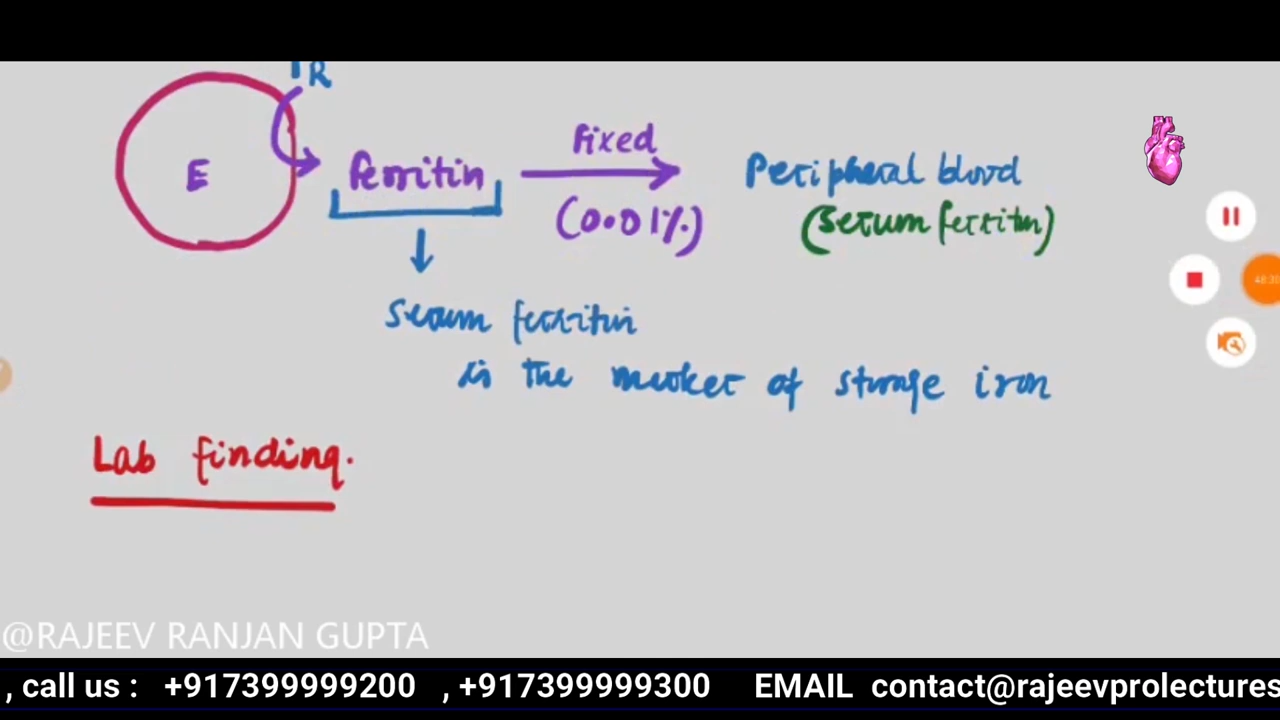 TR
E
ferritin
fixed
(0.01%)
Peripheral blood
(serum ferritin)
Serum ferritin
is the marker of storage iron
Lab finding.
@RAJEEV RANJAN GUPTA
, call us : +917399999200 , +917399999300 EMAIL contact@rajeevprolectures